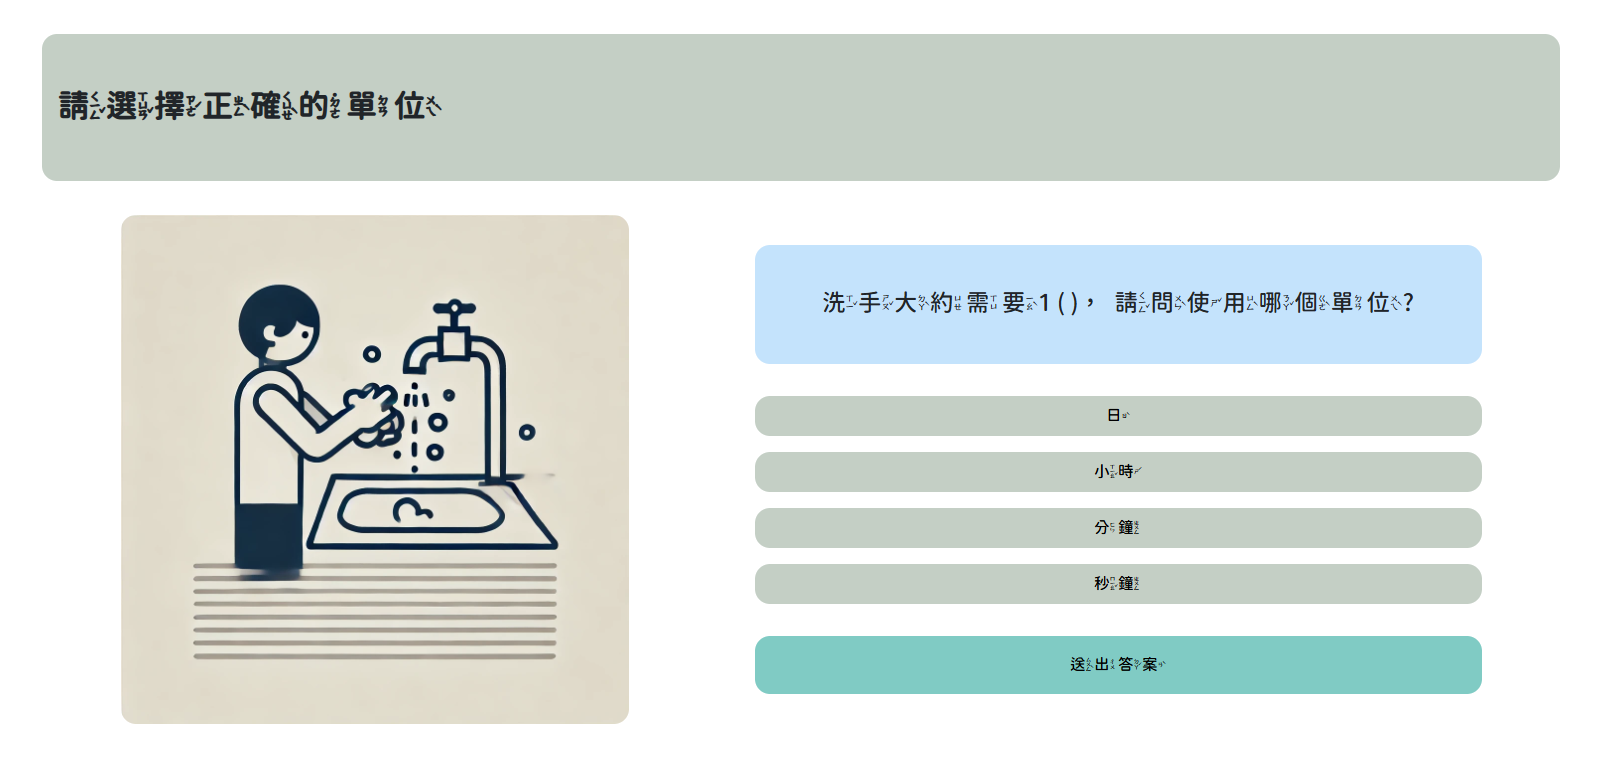 請選擇正確的單位
洗手大約需要1 ( )， 請問使用哪個單位?
日
小時
分鐘
秒鐘
送出答案